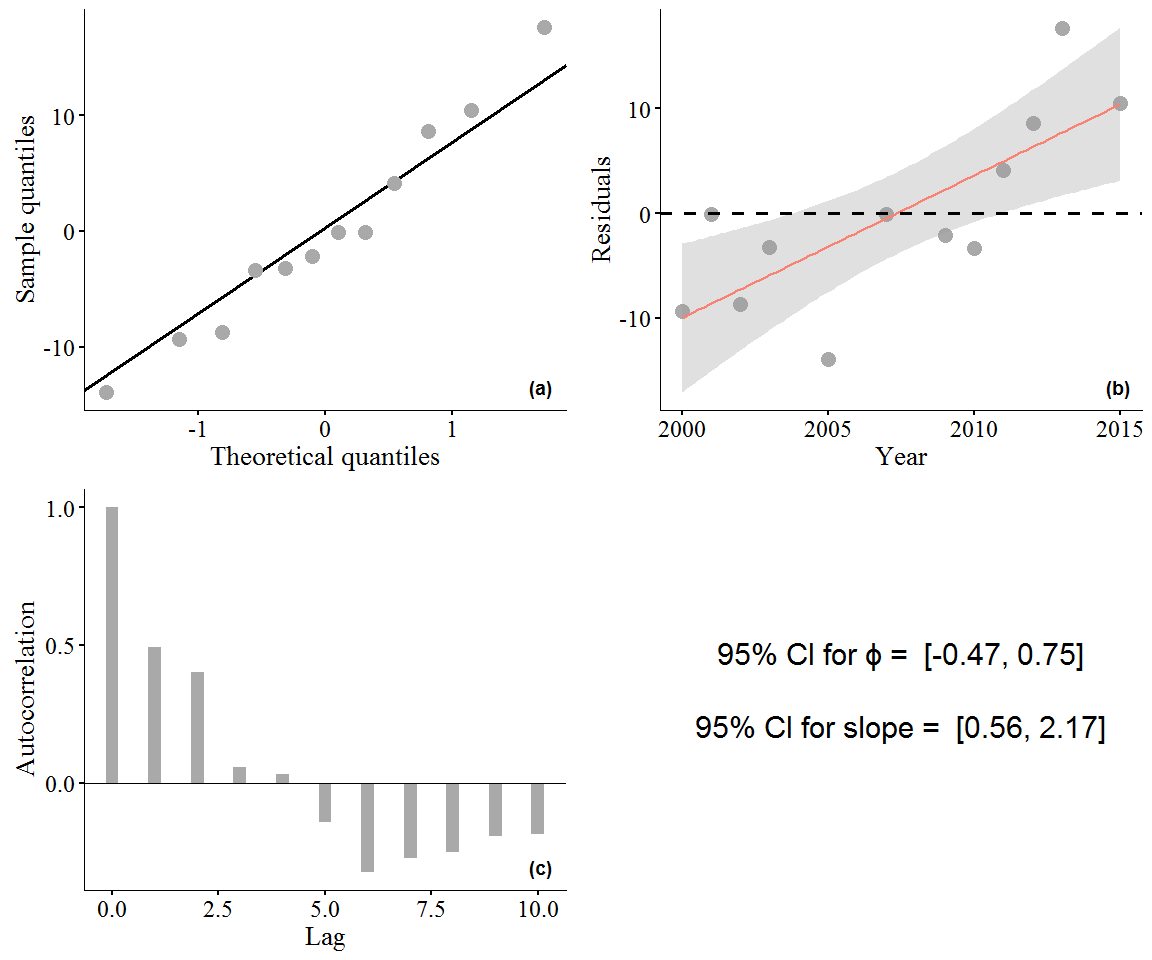 Sample quantiles
10
0
-10
-1
0
1
Theoretical quantiles
(a)
Residuals
10
0
-10
2000
2005
2010
2015
Year
(b)
Autocorrelation
1.0
0.5
0.0
0.0
2.5
5.0
7.5
10.0
Lag
(c)
95% CI for ϕ = [-0.47, 0.75]
95% CI for slope = [0.56, 2.17]